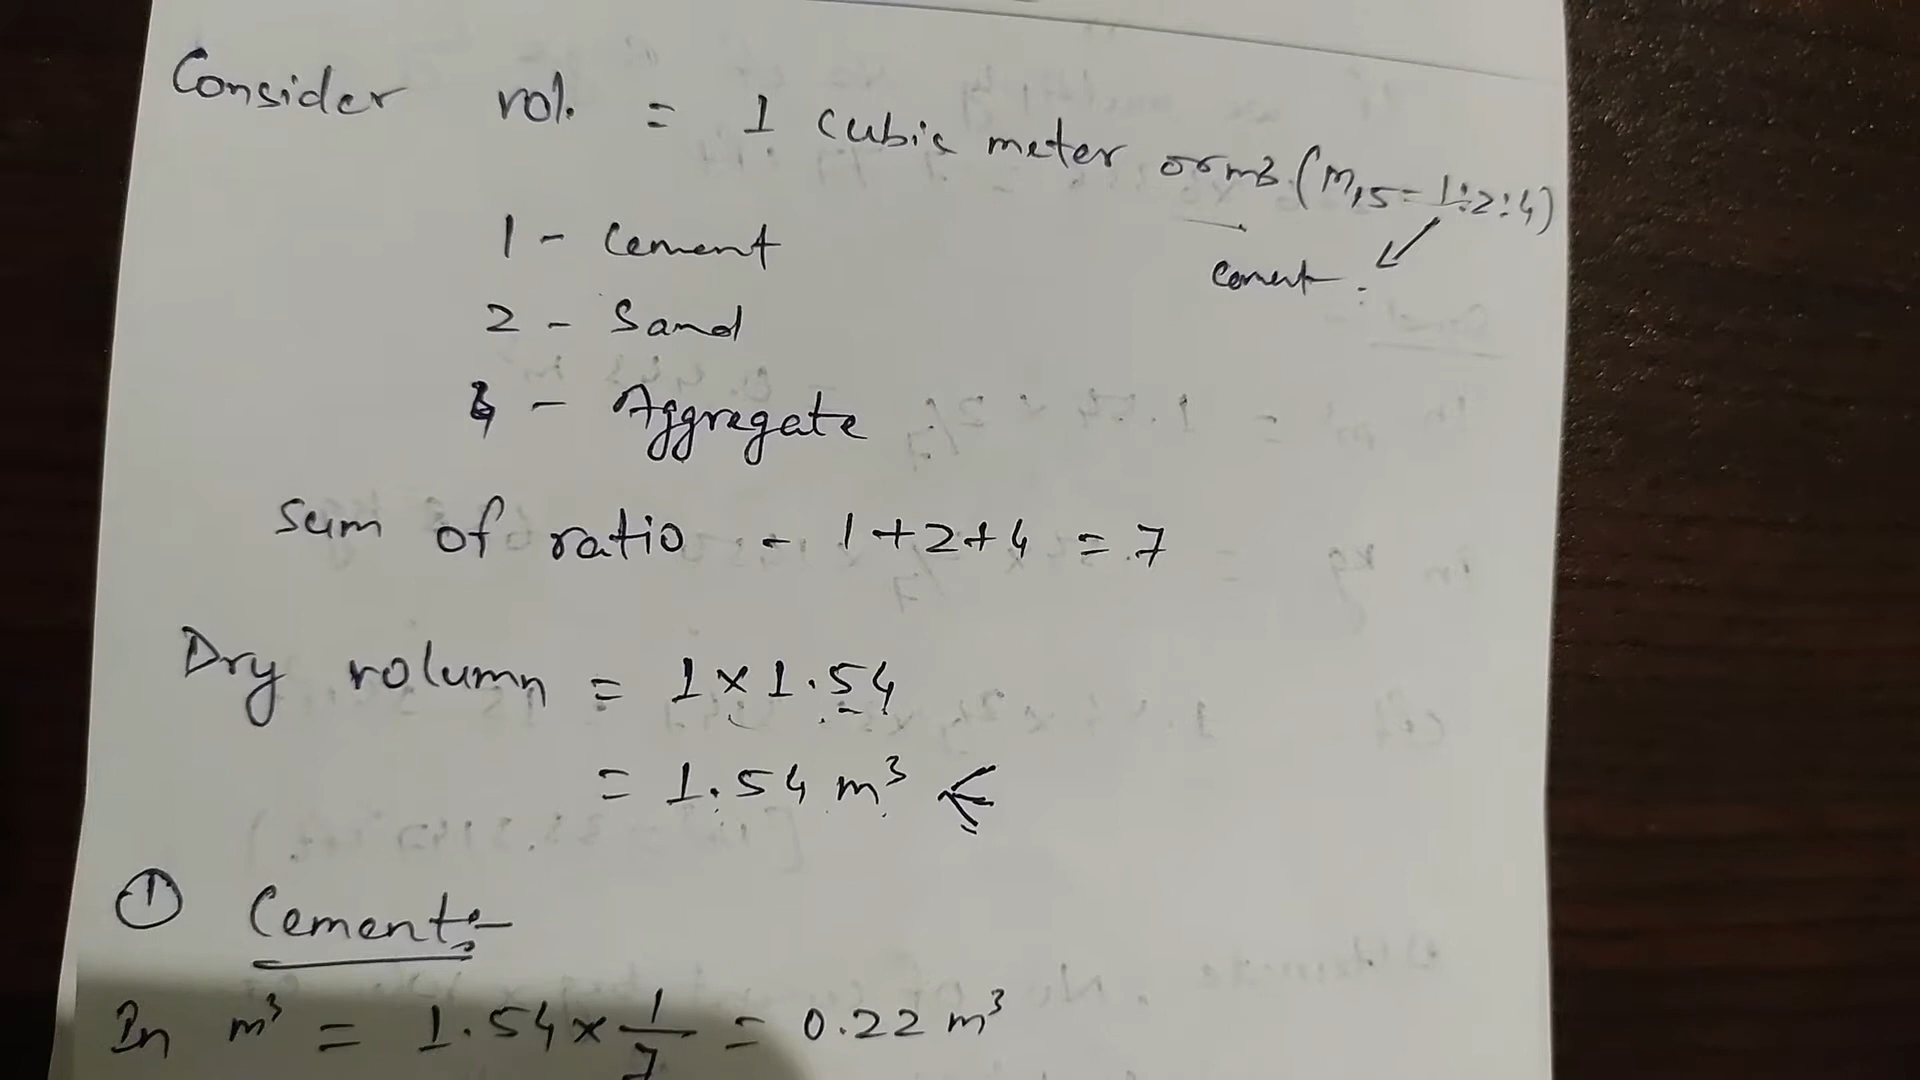 Consider vol. = 1 cubic meter or m3 (M15 = 1:2:4)
1 - Cement
cement
2 - Sand
4 - Aggregate
Sum of ratio - 1+2+4 = 7
Dry volumn = 1 x 1.54
= 1.54 m³
① Cement:-
In m³ = 1.54 x 1/7 = 0.22 m³